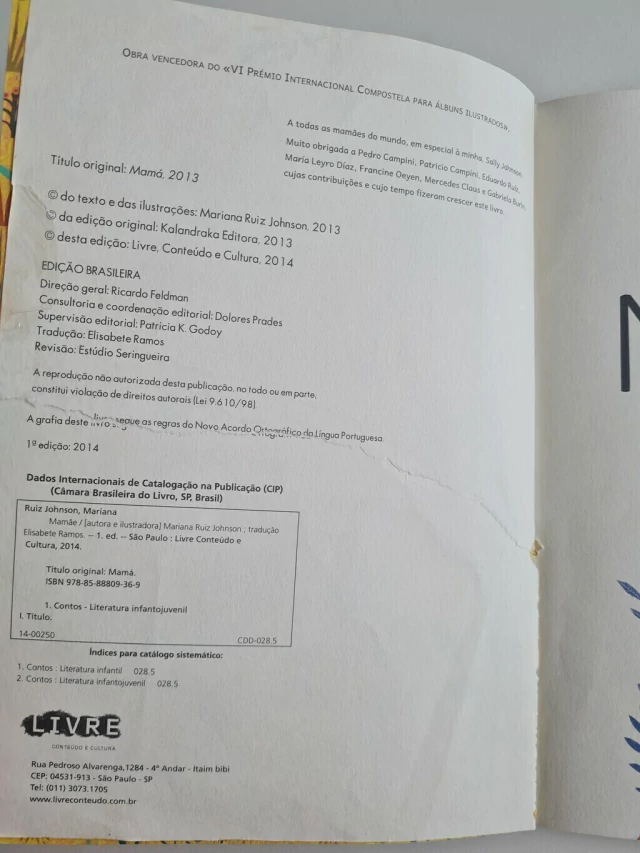 OBRA VENCEDORA DO «VI PRÊMIO INTERNACIONAL COMPOSTELA PARA ÁLBUNS ILUSTRADOS».
A todas as mamães do mundo, em especial à minha, Sally Johnson.
Muito obrigada a Pedro Campini, Patricio Campini, Eduardo Ruiz,
María Leyro Díaz, Francine Oeyen, Mercedes Claus e Gabriela Burin,
cujas contribuições e cujo tempo fizeram crescer este livro.
Título original: Mamá, 2013
© do texto e das ilustrações: Mariana Ruiz Johnson, 2013
© da edição original: Kalandraka Editora, 2013
© desta edição: Livre, Conteúdo e Cultura, 2014
EDIÇÃO BRASILEIRA
Direção geral: Ricardo Feldman
Consultoria e coordenação editorial: Dolores Prades
Supervisão editorial: Patricia K. Godoy
Tradução: Elisabete Ramos
Revisão: Estúdio Seringueira
A reprodução não autorizada desta publicação, no todo ou em parte,
constitui violação de direitos autorais (Lei 9.610/98)
A grafia deste livro segue as regras do Novo Acordo Ortográfico da Língua Portuguesa
1ª edição: 2014
Dados Internacionais de Catalogação na Publicação (CIP)
(Câmara Brasileira do Livro, SP, Brasil)
Ruiz Johnson, Mariana
Mamãe / [autora e ilustradora] Mariana Ruiz Johnson ; tradução
Elisabete Ramos. -- 1. ed. -- São Paulo : Livre Conteúdo e
Cultura, 2014.
Título original: Mamá.
ISBN 978-85-88809-36-9
1. Contos - Literatura infantojuvenil
I. Título.
14-00250 CDD-028.5
Índices para catálogo sistemático:
1. Contos : Literatura infantil 028.5
2. Contos : Literatura infantojuvenil 028.5
LIVRE
CONTEÚDO E CULTURA
Rua Pedroso Alvarenga,1284 - 4º Andar - Itaim bibi
CEP: 04531-913 - São Paulo - SP
Tel: (011) 3073.1705
www.livreconteudo.com.br